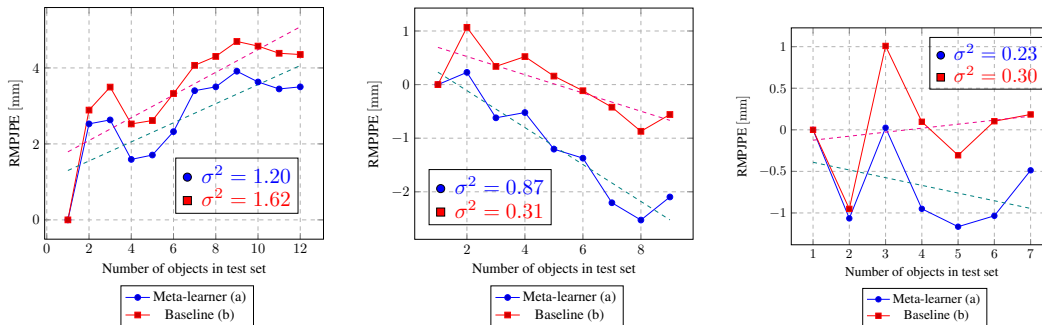 4
2
0
RMPJPE [mm]
σ² = 1.20
σ² = 1.62
0 2 4 6 8 10 12
Number of objects in test set
Meta-learner (a)
Baseline (b)
1
0
−1
−2
RMPJPE [mm]
σ² = 0.87
σ² = 0.31
2 4 6 8
Number of objects in test set
Meta-learner (a)
Baseline (b)
1
0.5
0
−0.5
−1
RMPJPE [mm]
σ² = 0.23
σ² = 0.30
1 2 3 4 5 6 7
Number of objects in test set
Meta-learner (a)
Baseline (b)